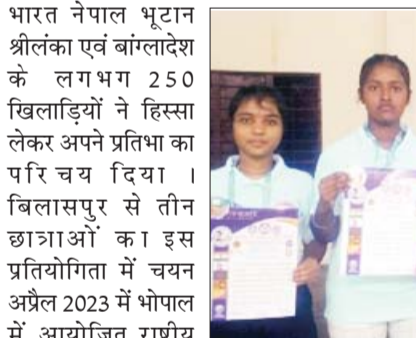 भारत नेपाल भूटान
श्रीलंका एवं बांग्लादेश
के लगभग 250
खिलाड़ियों ने हिस्सा
लेकर अपने प्रतिभा का
परिचय दिया ।
बिलासपुर से तीन
छात्राओं का इस
प्रतियोगिता में चयन
अप्रैल 2023 में भोपाल
में आयोजित राष्ट्रीय